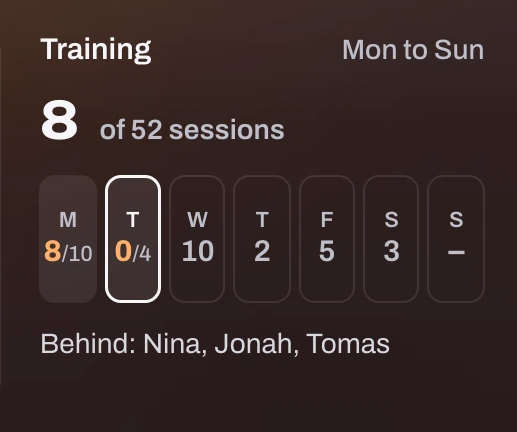 Training Mon to Sun
8 of 52 sessions
M T W T F S S
8/10 0/4 10 2 5 3 –
Behind: Nina, Jonah, Tomas